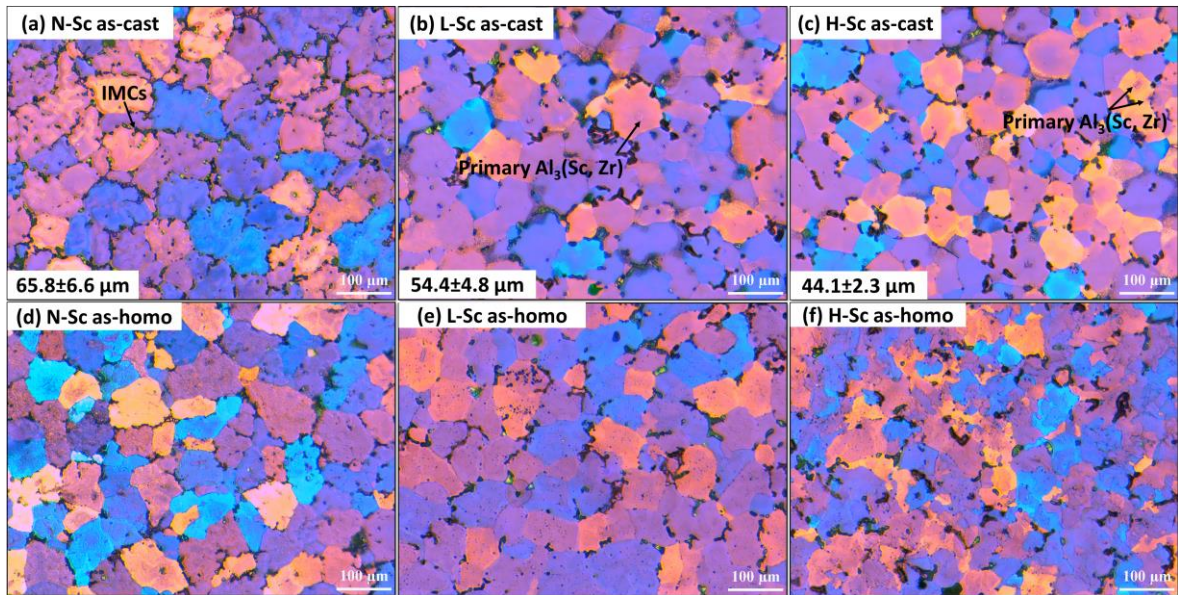 (a) N-Sc as-cast
IMCs
65.8±6.6 μm
100 μm
(b) L-Sc as-cast
Primary Al₃(Sc, Zr)
54.4±4.8 μm
100 μm
(c) H-Sc as-cast
Primary Al₃(Sc, Zr)
44.1±2.3 μm
100 μm
(d) N-Sc as-homo
100 μm
(e) L-Sc as-homo
100 μm
(f) H-Sc as-homo
100 μm